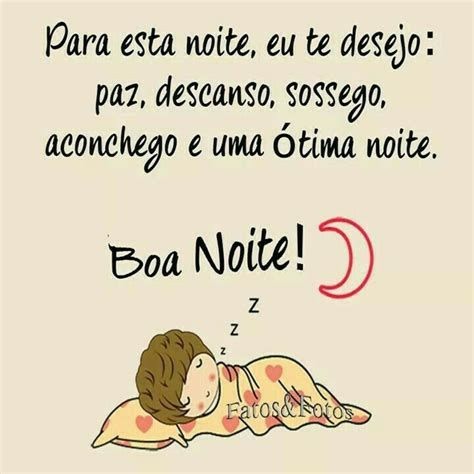 Para esta noite, eu te desejo:
paz, descanso, sossego,
aconchego e uma ótima noite.
Boa Noite!
z
z
z
Fatos&Fotos